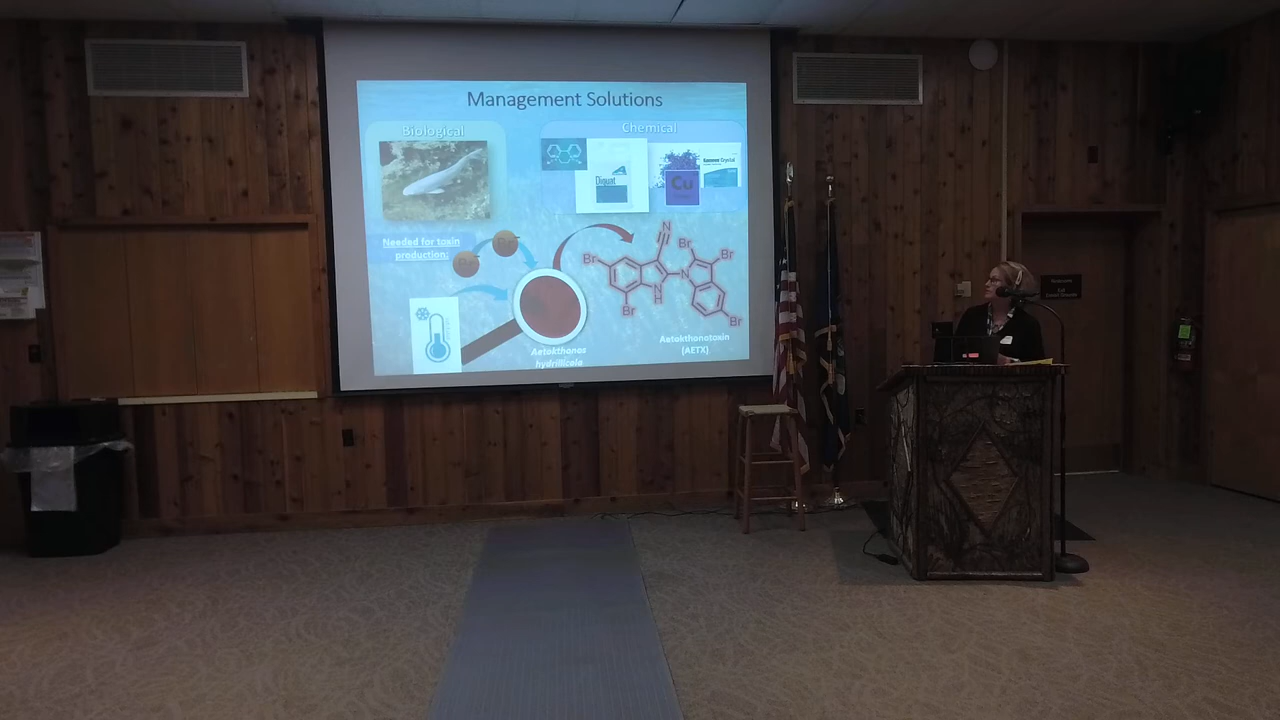 Management Solutions
Biological
Chemical
Diquat
Cu
Needed for toxin
production:
N
Br
Br
Br
N
N
H
Br
Br
Aetokthonos
hydrillicola
Aetokthonotoxin
(AETX)